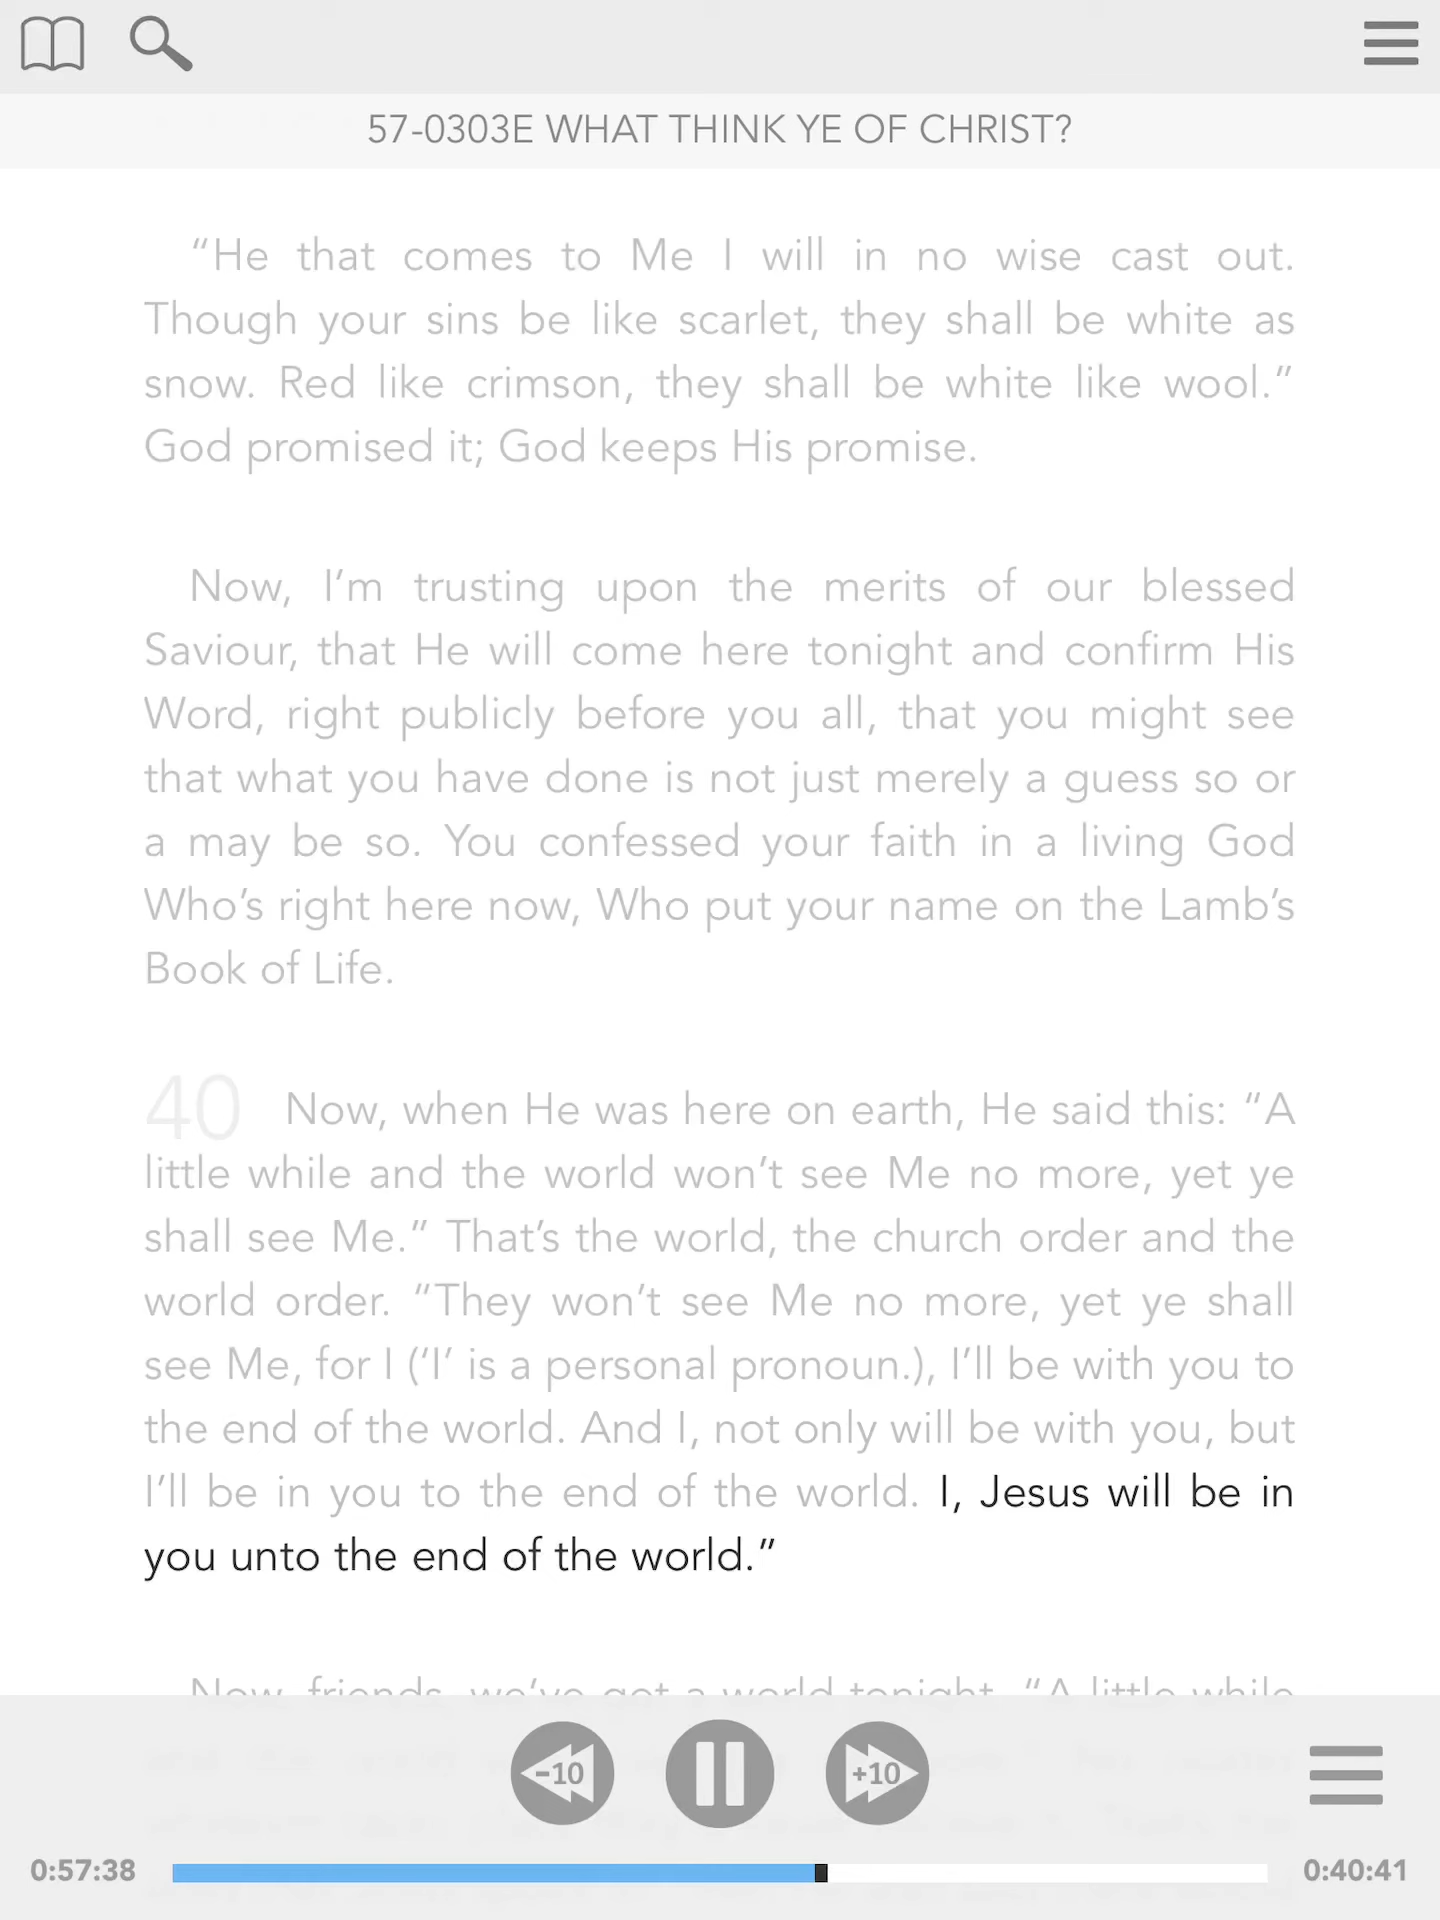 57-0303E WHAT THINK YE OF CHRIST?
“He that comes to Me I will in no wise cast out.
Though your sins be like scarlet, they shall be white as
snow. Red like crimson, they shall be white like wool.”
God promised it; God keeps His promise.
Now, I’m trusting upon the merits of our blessed
Saviour, that He will come here tonight and confirm His
Word, right publicly before you all, that you might see
that what you have done is not just merely a guess so or
a may be so. You confessed your faith in a living God
Who’s right here now, Who put your name on the Lamb’s
Book of Life.
40 Now, when He was here on earth, He said this: “A
little while and the world won’t see Me no more, yet ye
shall see Me.” That’s the world, the church order and the
world order. “They won’t see Me no more, yet ye shall
see Me, for I (‘I’ is a personal pronoun.), I’ll be with you to
the end of the world. And I, not only will be with you, but
I’ll be in you to the end of the world. I, Jesus will be in
you unto the end of the world.”
Now, friends, we’ve got a world tonight. “A little while
-10
+10
0:57:38
0:40:41